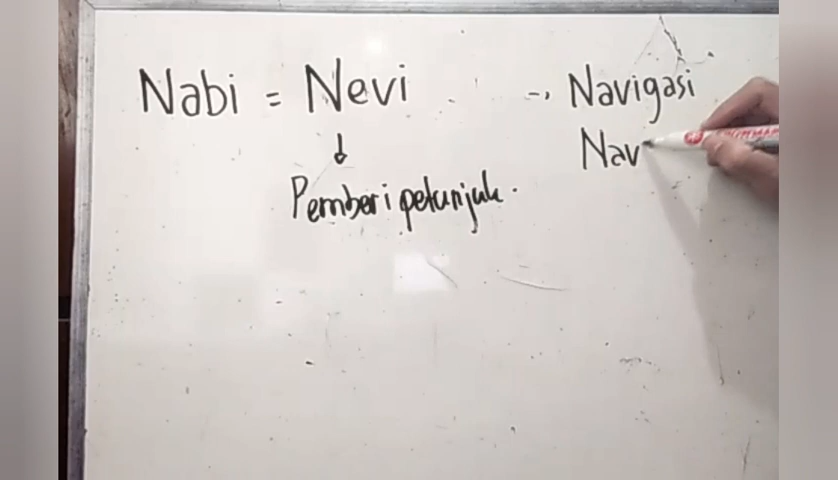 Nabi = Nevi -, Navigasi
Nav
Pemberi petunjuk.